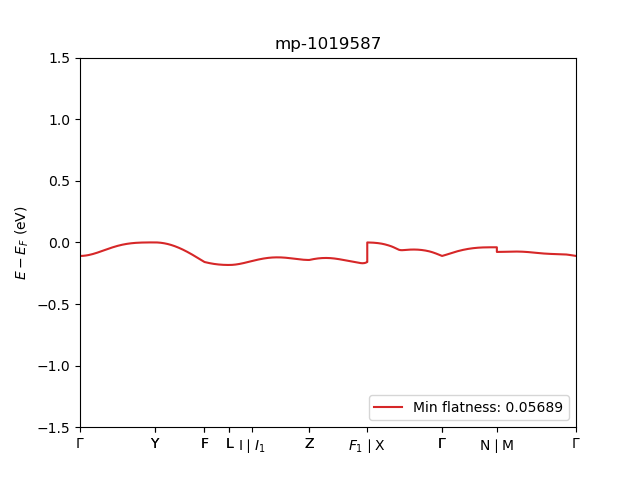 mp-1019587
E − E_F (eV)
1.5
1.0
0.5
0.0
−0.5
−1.0
−1.5
Min flatness: 0.05689
Γ Y F L I | I₁ Z F₁ | X Γ N | M Γ